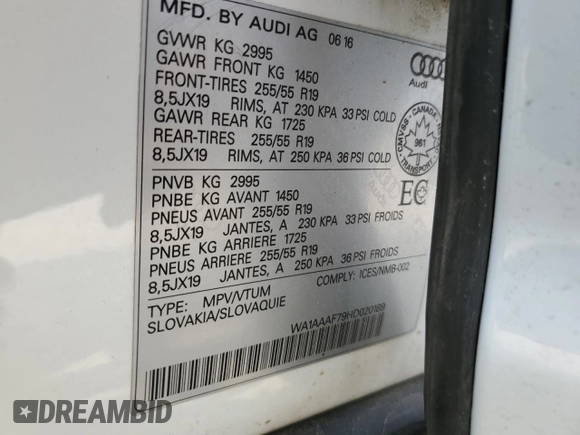 MFD. BY AUDI AG 06 16
GVWR KG 2995
GAWR FRONT KG 1450
FRONT-TIRES 255/55 R19
8,5JX19 RIMS, AT 230 KPA 33 PSI COLD
GAWR REAR KG 1725
REAR-TIRES 255/55 R19
8,5JX19 RIMS, AT 250 KPA 36 PSI COLD
Audi
CMVSS - CANADA
961
TRANSPORT
EC
PNVB KG 2995
PNBE KG AVANT 1450
PNEUS AVANT 255/55 R19
8,5JX19 JANTES, A 230 KPA 33 PSI FROIDS
PNBE KG ARRIERE 1725
PNEUS ARRIERE 255/55 R19
8,5JX19 JANTES, A 250 KPA 36 PSI FROIDS
COMPLY: ICES/NMB-002
TYPE: MPV/VTUM
SLOVAKIA/SLOVAQUIE
WA1AAAF79HD020189
DREAMBID